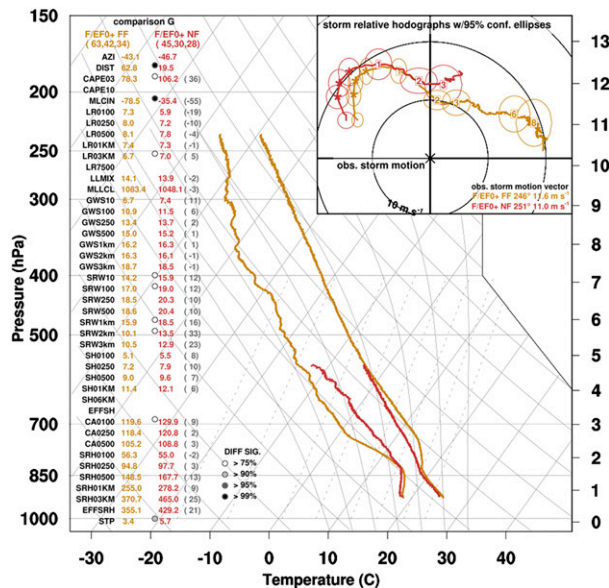 comparison G
F/EF0+ FF F/EF0+ NF
(63,42,34) (45,30,28)
AZI -43.1 -46.7
DIST 62.8 19.5
CAPE03 78.3 106.2 (36)
CAPE10
MLCIN -78.5 -35.4 (-55)
LR0100 7.3 5.9 (-19)
LR0250 8.0 7.2 (-10)
LR0500 8.1 7.8 (-4)
LR01KM 7.4 7.3 (-1)
LR03KM 6.7 7.0 (5)
LR7500
LLMIX 14.1 13.9 (-2)
MLLCL 1083.4 1048.1 (-3)
GWS10 6.7 7.4 (11)
GWS100 10.9 11.5 (6)
GWS250 13.4 13.7 (2)
GWS500 15.0 15.2 (1)
GWS1km 16.2 16.3 (1)
GWS2km 16.3 16.1 (-1)
GWS3km 18.7 18.5 (-1)
SRW10 14.2 15.9 (12)
SRW100 17.0 19.0 (12)
SRW250 18.5 20.3 (10)
SRW500 18.6 20.4 (10)
SRW1km 15.9 18.5 (16)
SRW2km 10.1 13.5 (33)
SRW3km 10.5 12.9 (23)
SH0100 5.1 5.5 (8)
SH0250 7.2 7.9 (10)
SH0500 9.0 9.6 (7)
SH01KM 11.4 12.1 (6)
SH06KM
EFFSH
CA0100 119.6 129.9 (9)
CA0250 118.4 120.8 (2)
CA0500 105.2 108.8 (3)
SRH0100 56.3 55.0 (-2)
SRH0250 94.8 97.7 (3)
SRH0500 148.5 167.7 (13)
SRH01KM 255.0 278.2 (9)
SRH03KM 370.7 465.0 (25)
EFFSRH 355.1 429.2 (21)
STP 3.4 5.7
DIFF SIG.
> 75%
> 90%
> 95%
> 99%
storm relative hodographs w/95% conf. ellipses
obs. storm motion
10 m s⁻¹
obs. storm motion vector
F/EF0+ FF 246° 11.6 m s⁻¹
F/EF0+ NF 251° 11.0 m s⁻¹
Pressure (hPa)
150
200
250
300
400
500
700
850
1000
13
12
11
10
9
8
7
6
5
4
3
2
1
0
-30 -20 -10 0 10 20 30 40
Temperature (C)